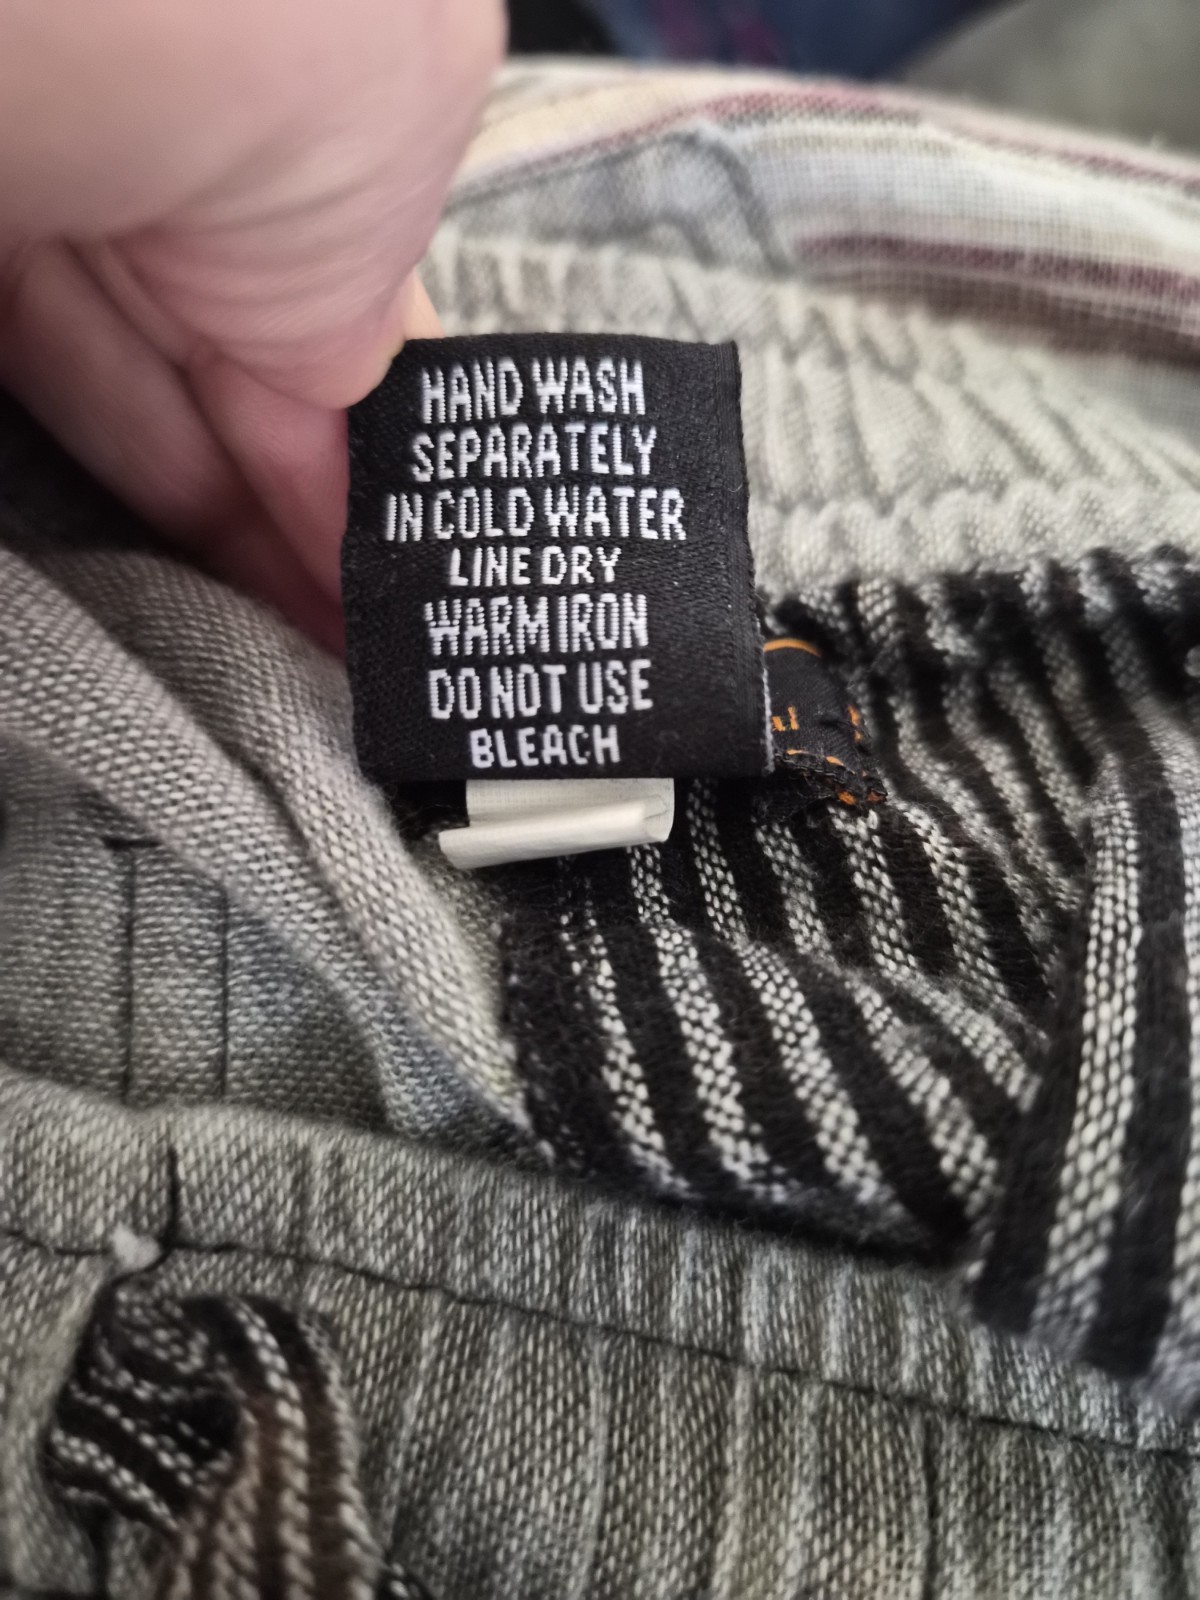 HAND WASH
SEPARATELY
IN COLD WATER
LINE DRY
WARM IRON
DO NOT USE
BLEACH